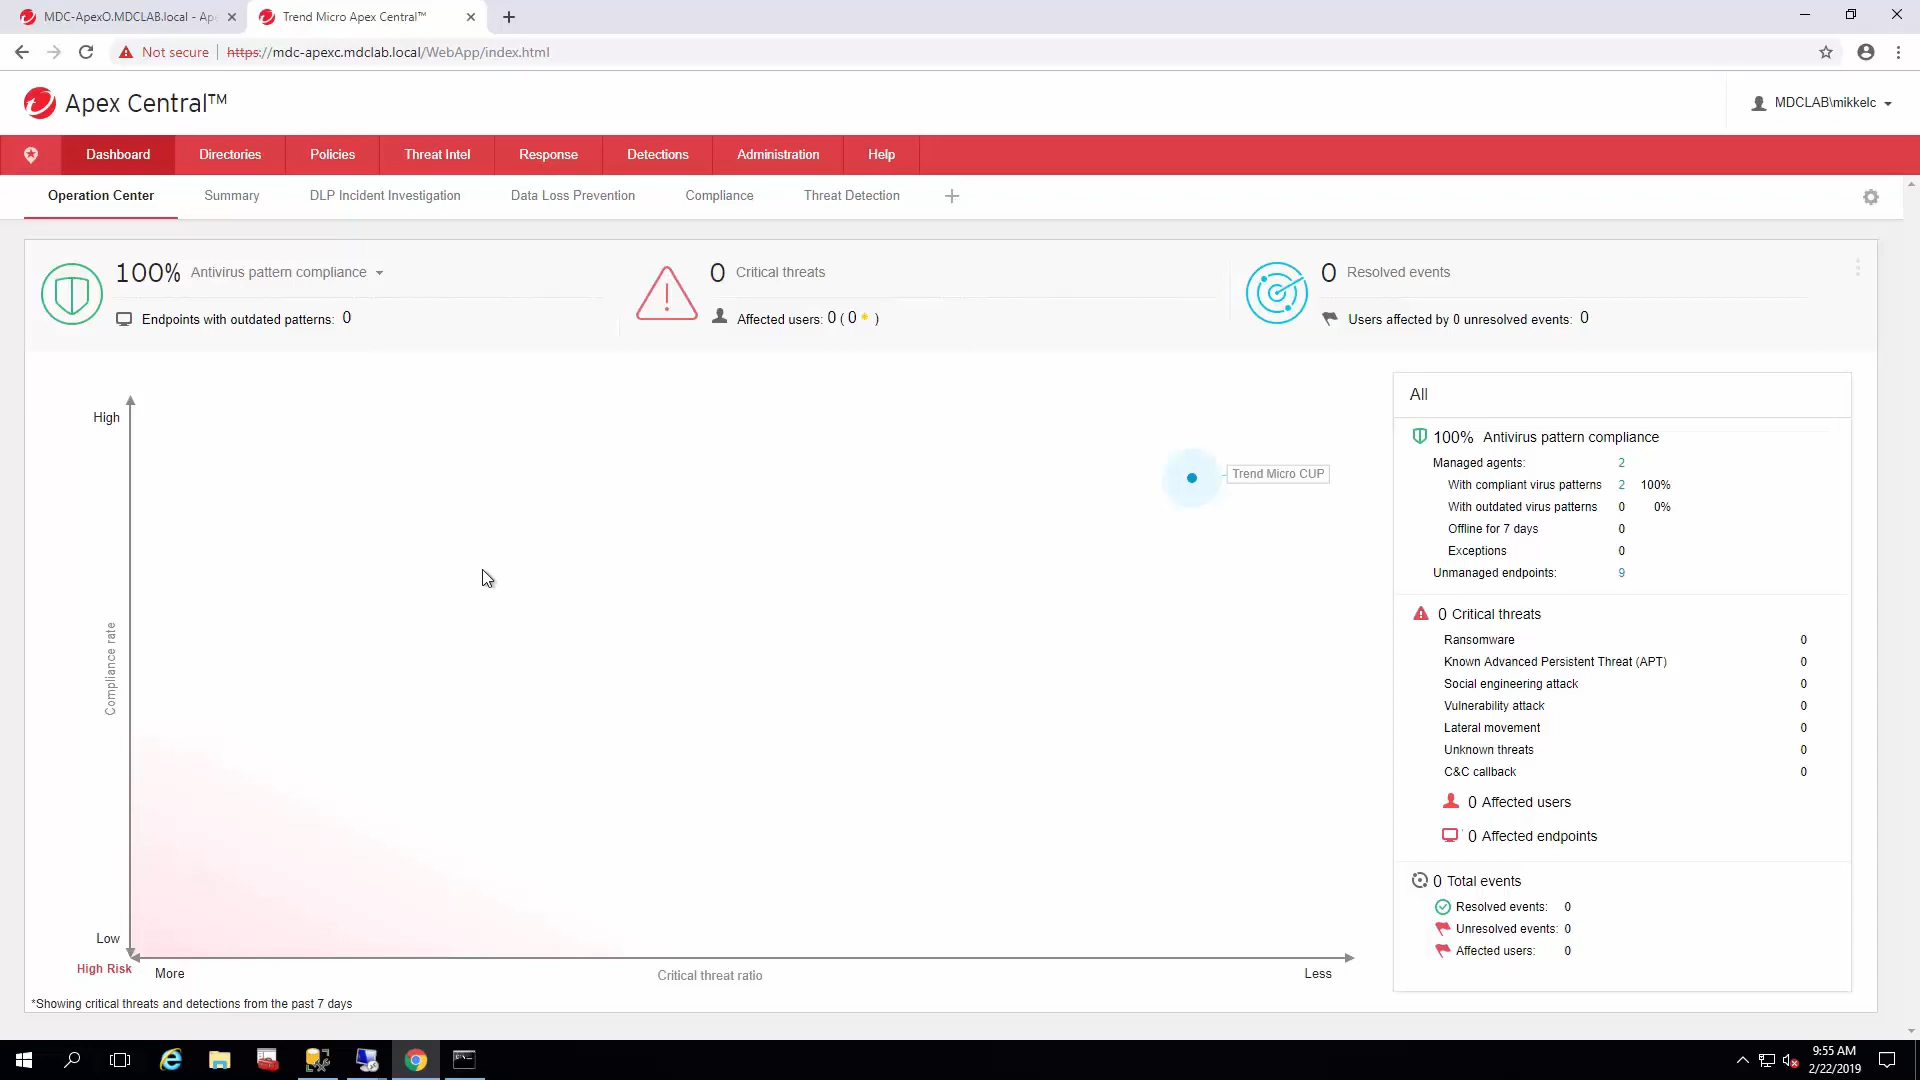 MDC-ApexO.MDCLAB.local - Ap
Trend Micro Apex Central™
Not secure
https://mdc-apexc.mdclab.local/WebApp/index.html
Apex Central™
MDCLAB\mikkelc
Dashboard
Directories
Policies
Threat Intel
Response
Detections
Administration
Help
Operation Center
Summary
DLP Incident Investigation
Data Loss Prevention
Compliance
Threat Detection
100% Antivirus pattern compliance
Endpoints with outdated patterns: 0
0 Critical threats
Affected users: 0 ( 0 * )
0 Resolved events
Users affected by 0 unresolved events: 0
High
Compliance rate
Low
High Risk
More
Critical threat ratio
Less
Trend Micro CUP
*Showing critical threats and detections from the past 7 days
All
100% Antivirus pattern compliance
Managed agents: 2
With compliant virus patterns 2 100%
With outdated virus patterns 0 0%
Offline for 7 days 0
Exceptions 0
Unmanaged endpoints: 9
0 Critical threats
Ransomware 0
Known Advanced Persistent Threat (APT) 0
Social engineering attack 0
Vulnerability attack 0
Lateral movement 0
Unknown threats 0
C&C callback 0
0 Affected users
0 Affected endpoints
0 Total events
Resolved events: 0
Unresolved events: 0
Affected users: 0
9:55 AM
2/22/2019